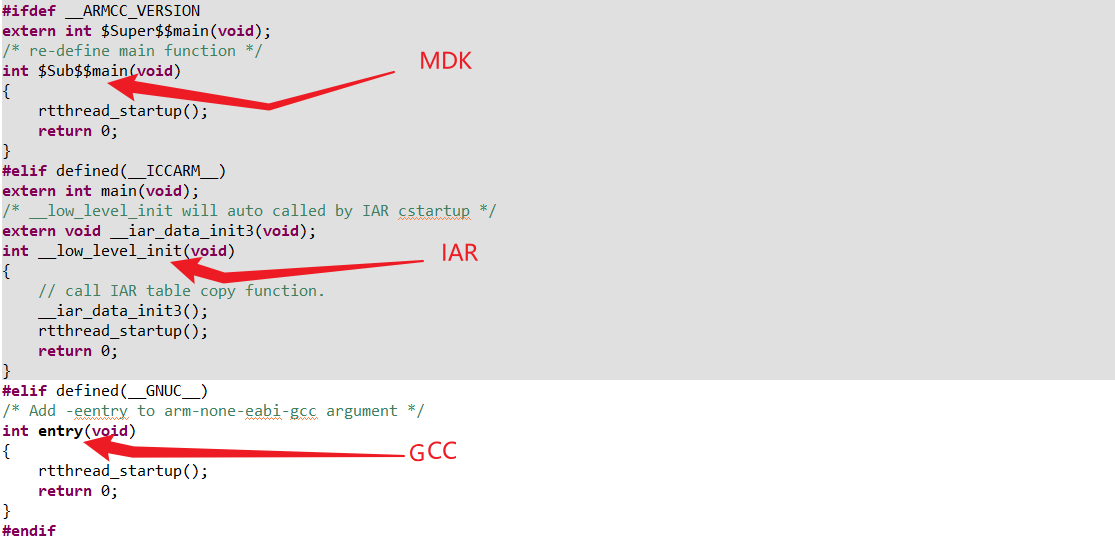 #ifdef __ARMCC_VERSION
extern int $Super$$main(void);
/* re-define main function */
int $Sub$$main(void)
MDK
{
    rtthread_startup();
    return 0;
}
#elif defined(__ICCARM__)
extern int main(void);
/* __low_level_init will auto called by IAR cstartup */
extern void __iar_data_init3(void);
int __low_level_init(void)
IAR
{
    // call IAR table copy function.
    __iar_data_init3();
    rtthread_startup();
    return 0;
}
#elif defined(__GNUC__)
/* Add -eentry to arm-none-eabi-gcc argument */
int entry(void)
{
GCC
    rtthread_startup();
    return 0;
}
#endif